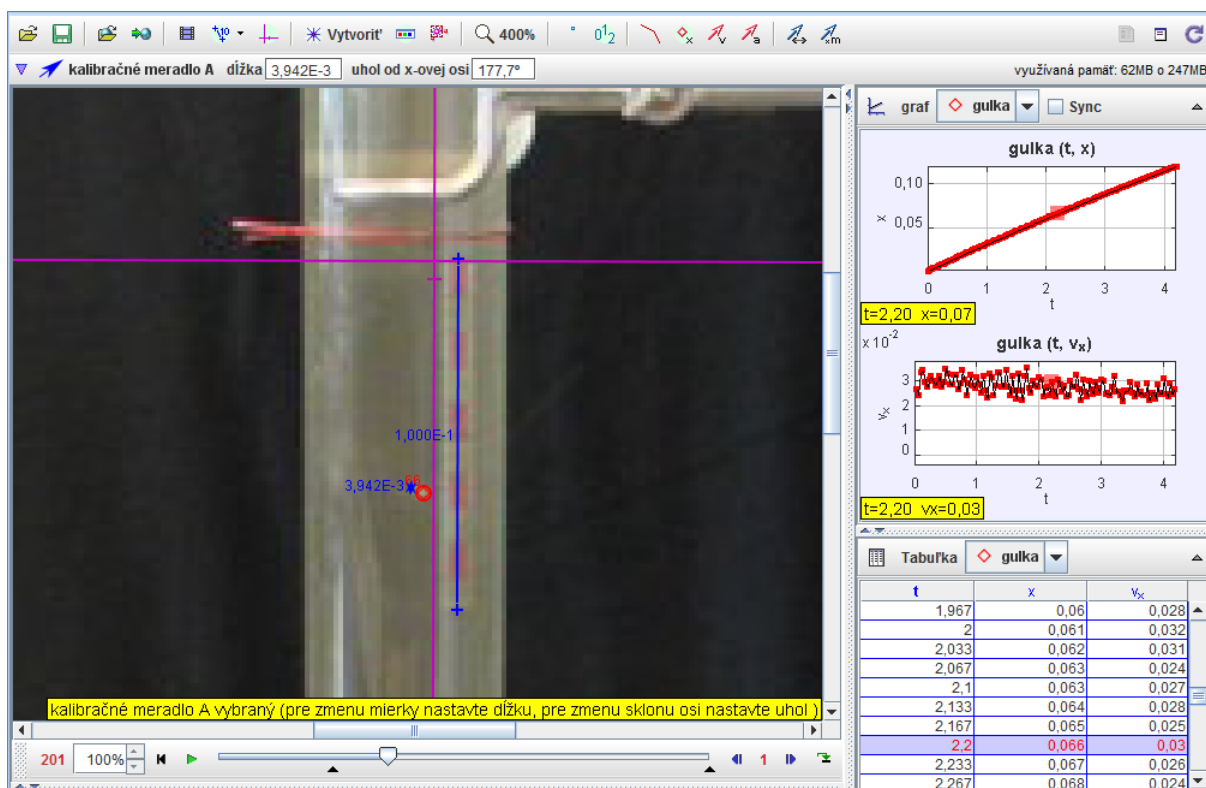 Vytvoriť 400%
kalibračné meradlo A dĺžka 3,942E-3 uhol od x-ovej osi 177,7° využívaná pamäť: 62MB o 247MB
1,000E-1
3,942E-3
kalibračné meradlo A vybraný (pre zmenu mierky nastavte dĺžku, pre zmenu sklonu osi nastavte uhol )
201 100% 1
graf gulka Sync
gulka (t, x)
0,10
x
0,05
0 1 2 3 4
t
t=2,20 x=0,07
x 10-2
gulka (t, vx)
3
2
vx
1
0
0 1 2 3 4
t
t=2,20 vx=0,03
Tabuľka gulka
t x vx
1,967 0,06 0,028
2 0,061 0,032
2,033 0,062 0,031
2,067 0,063 0,024
2,1 0,063 0,027
2,133 0,064 0,028
2,167 0,065 0,025
2,2 0,066 0,03
2,233 0,067 0,026
2,267 0,068 0,024